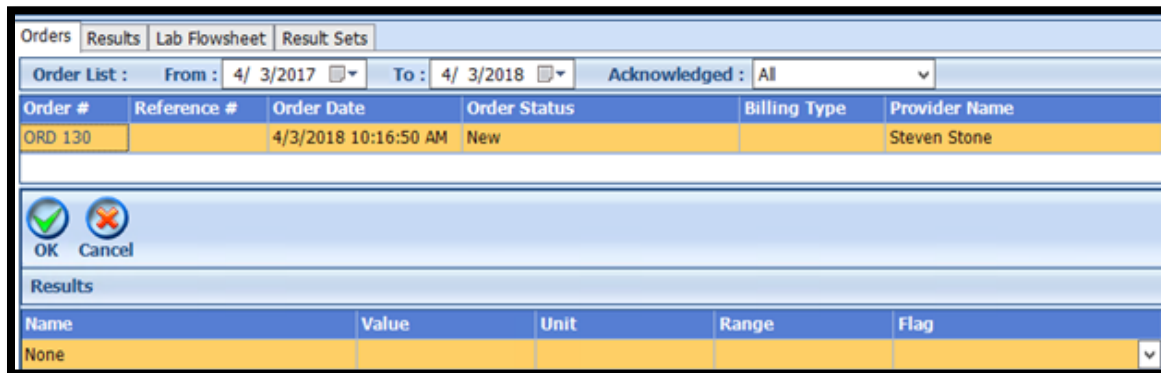 Orders Results Lab Flowsheet Result Sets
Order List : From : 4/ 3/2017 To : 4/ 3/2018 Acknowledged : All
Order # Reference # Order Date Order Status Billing Type Provider Name
ORD 130 4/3/2018 10:16:50 AM New Steven Stone
OK Cancel
Results
Name Value Unit Range Flag
None